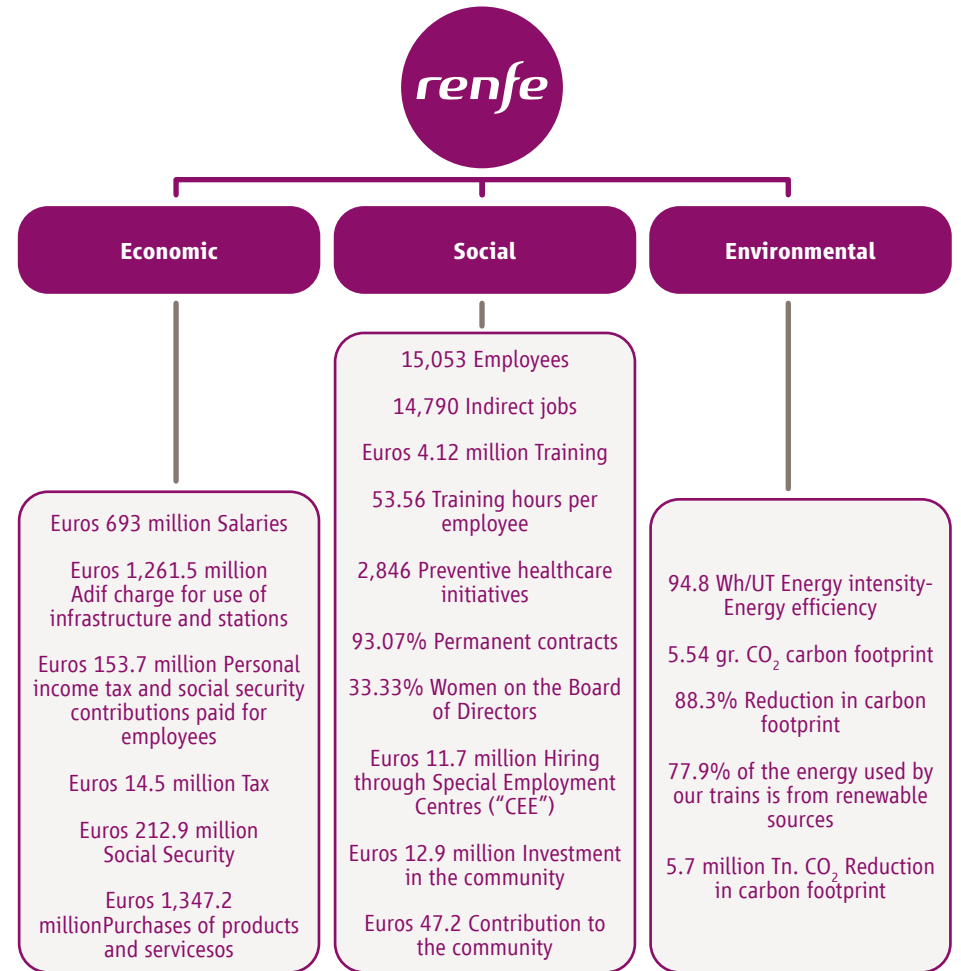 renfe
Economic
Social
Environmental
Euros 693 million Salaries
Euros 1,261.5 million
Adif charge for use of
infrastructure and stations
Euros 153.7 million Personal
income tax and social security
contributions paid for
employees
Euros 14.5 million Tax
Euros 212.9 million
Social Security
Euros 1,347.2
millionPurchases of products
and servicesos
15,053 Employees
14,790 Indirect jobs
Euros 4.12 million Training
53.56 Training hours per
employee
2,846 Preventive healthcare
initiatives
93.07% Permanent contracts
33.33% Women on the Board
of Directors
Euros 11.7 million Hiring
through Special Employment
Centres (“CEE”)
Euros 12.9 million Investment
in the community
Euros 47.2 Contribution to
the community
94.8 Wh/UT Energy intensity-
Energy efficiency
5.54 gr. CO₂ carbon footprint
88.3% Reduction in carbon
footprint
77.9% of the energy used by
our trains is from renewable
sources
5.7 million Tn. CO₂ Reduction
in carbon footprint